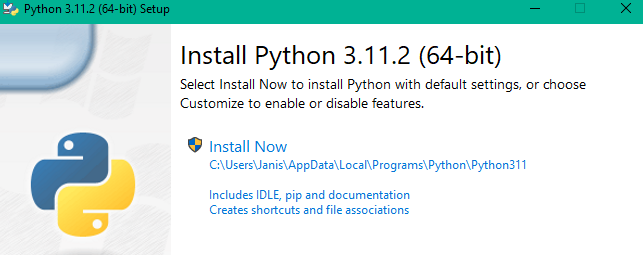 Python 3.11.2 (64-bit) Setup
Install Python 3.11.2 (64-bit)
Select Install Now to install Python with default settings, or choose
Customize to enable or disable features.
Install Now
C:\Users\Janis\AppData\Local\Programs\Python\Python311
Includes IDLE, pip and documentation
Creates shortcuts and file associations